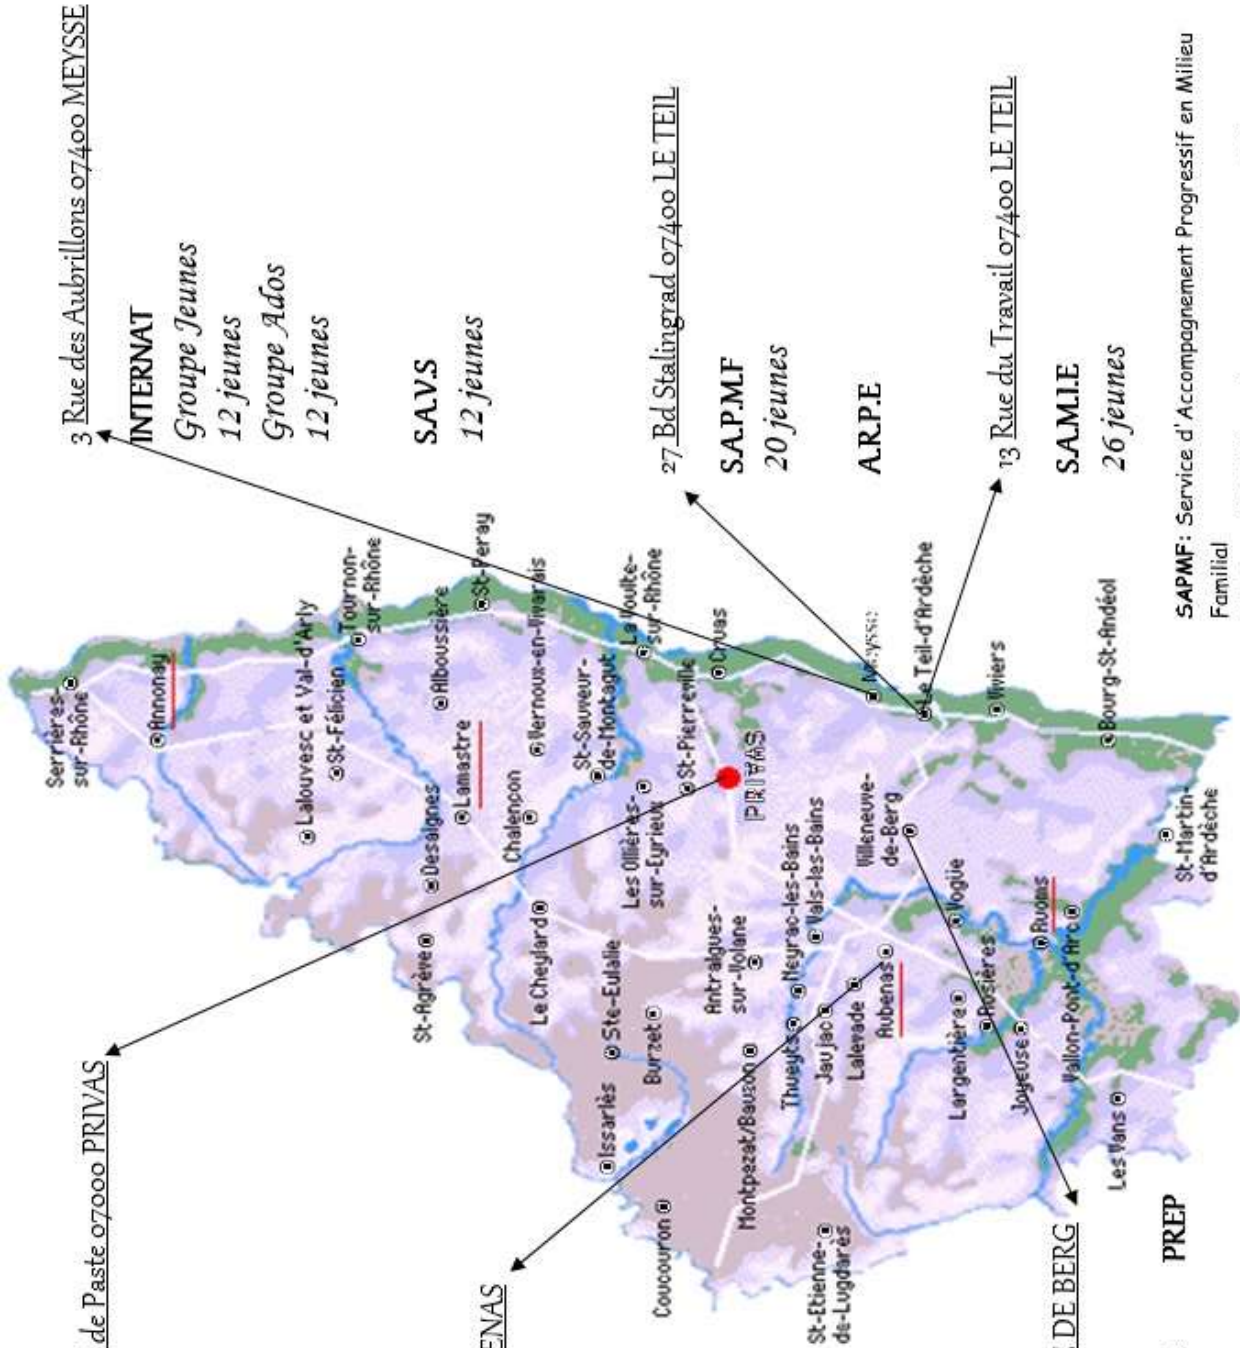 3 Rue des Aubrillons 07400 MEYSSE
INTERNAT
Groupe Jeunes
12 jeunes
Groupe Ados
12 jeunes
S.A.V.S
12 jeunes
27 Bd Stalingrad 07400 LE TEIL
S.A.P.M.F
20 jeunes
A.R.P.E
13 Rue du Travail 07400 LE TEIL
S.A.M.I.E
26 jeunes
SAPMF: Service d'Accompagnement Progressif en Milieu
Familial
de Paste 07000 PRIVAS
ENAS
DE BERG
PREP
Serrières-
sur-Rhône
Annonay
Lalouvesc et Val-d'Arly
St-Félicien
Tournon-
sur-Rhône
Alboussière
St-Peray
Desaignes
Lamastre
St-Agrève
Chalençon
Vernoux-en-Vivarais
Le Cheylard
St-Sauveur-
de-Montagut
La Voulte-
sur-Rhône
Les Ollières-
sur-Eyrieux
St-Pierreville
Cruas
PRIVAS
Issarlès
Ste-Eulalie
Burzet
Coucouron
Antraigues-
sur-Volane
Montpezat/Bauzon
Neyrac-les-Bains
Vals-les-Bains
Thueyts
Jaujac
Lalevade
Aubenas
Villeneuve-
de-Berg
Meysse
Le Teil-d'Ardèche
Viviers
St-Etienne-
de-Lugdarès
Largentière
Vogüe
Rosières
Joyeuse
Ruoms
Vallon-Pont-d'Arc
Les Vans
Bourg-St-Andéol
St-Martin-
d'Ardèche